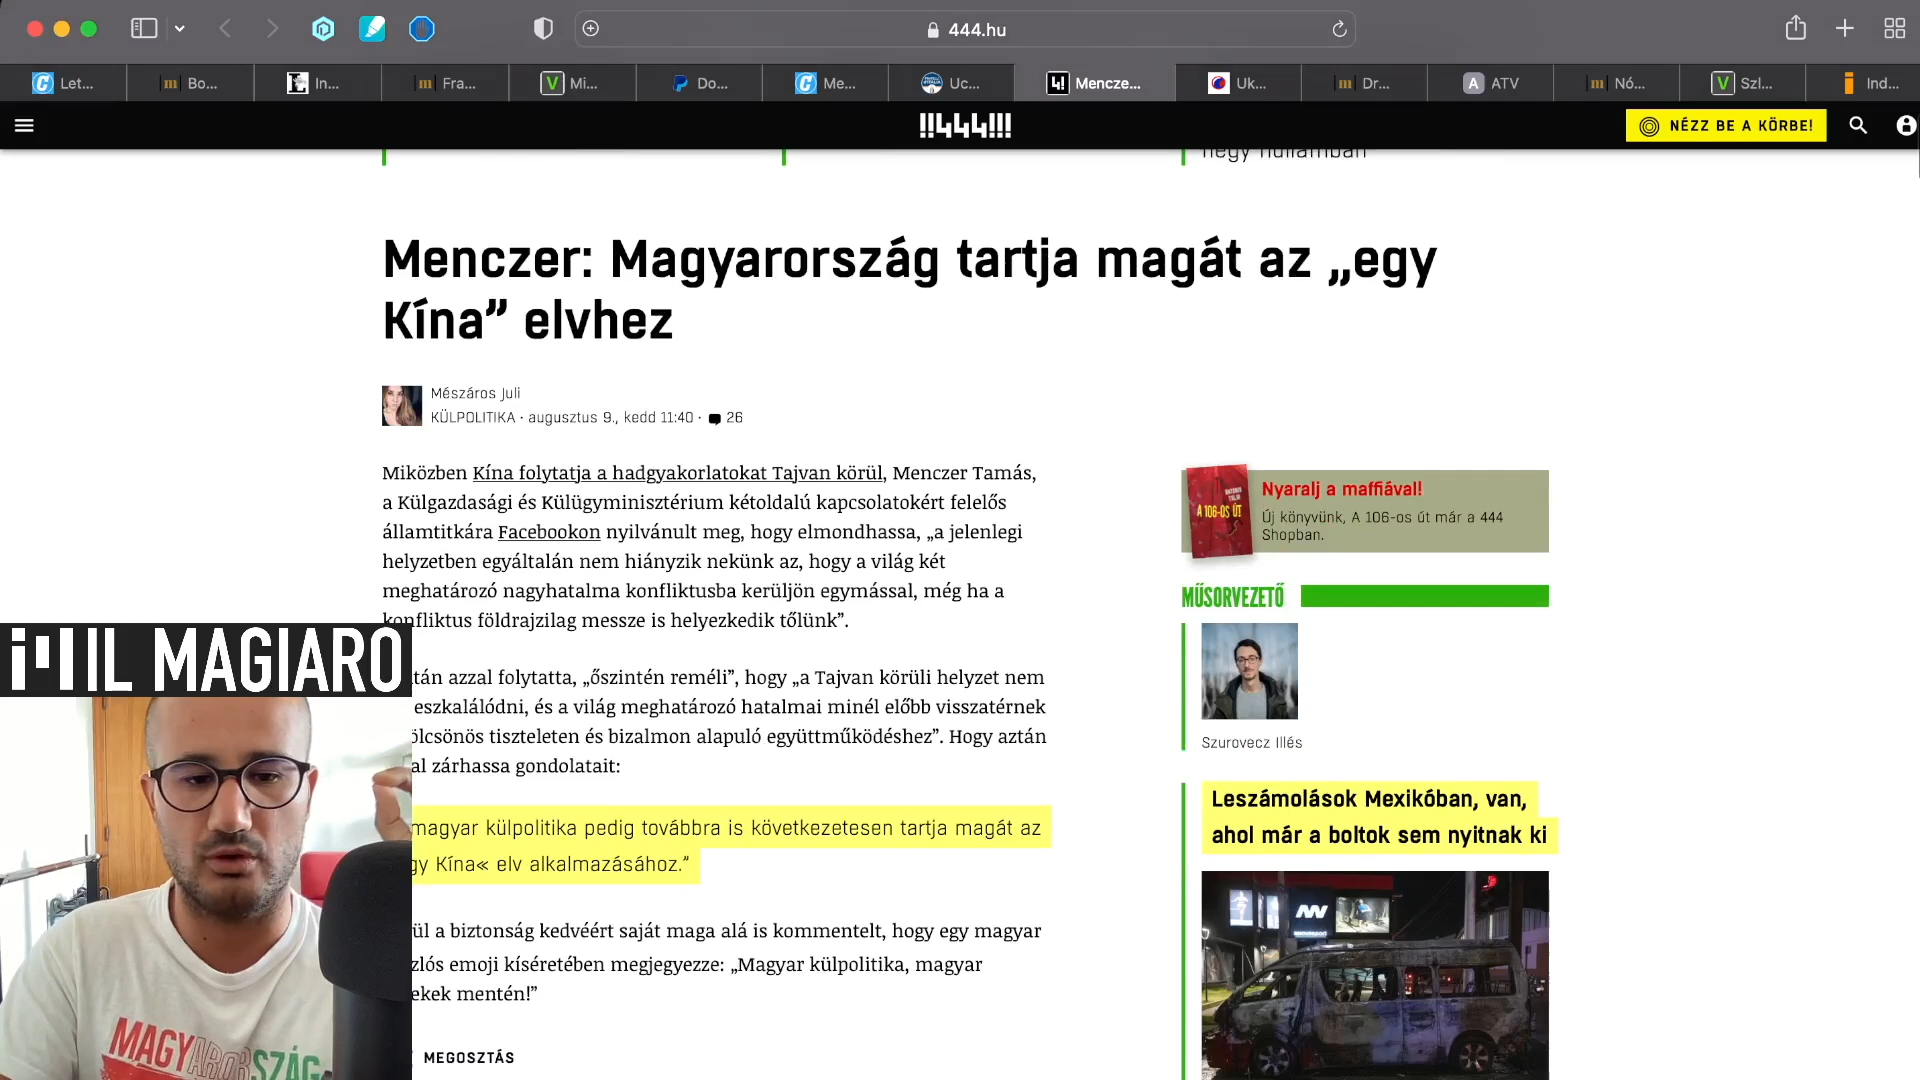 444.hu
Let...
Bo...
In...
Fra...
Mi...
Do...
Me...
Uc...
Mencze...
Uk...
Dr...
ATV
Nó...
Szl...
Ind...
!!444!!!
NÉZZ BE A KÖRBE!
négy hullámban
Menczer: Magyarország tartja magát az „egy
Kína” elvhez
Mészáros Juli
KÜLPOLITIKA · augusztus 9., kedd 11:40 · 26
Miközben Kína folytatja a hadgyakorlatokat Tajvan körül, Menczer Tamás,
a Külgazdasági és Külügyminisztérium kétoldalú kapcsolatokért felelős
államtitkára Facebookon nyilvánult meg, hogy elmondhassa, „a jelenlegi
helyzetben egyáltalán nem hiányzik nekünk az, hogy a világ két
meghatározó nagyhatalma konfliktusba kerüljön egymással, még ha a
konfliktus földrajzilag messze is helyezkedik tőlünk”.
tán azzal folytatta, „őszintén reméli”, hogy „a Tajvan körüli helyzet nem
eszkalálódni, és a világ meghatározó hatalmai minél előbb visszatérnek
ölcsönös tiszteleten és bizalmon alapuló együttműködéshez”. Hogy aztán
al zárhassa gondolatait:
magyar külpolitika pedig továbbra is következetesen tartja magát az
gy Kína« elv alkalmazásához.”
ül a biztonság kedvéért saját maga alá is kommentelt, hogy egy magyar
zlós emoji kíséretében megjegyezze: „Magyar külpolitika, magyar
ekek mentén!”
MEGOSZTÁS
A 106-OS ÚT
Nyaralj a maffiával!
Új könyvünk, A 106-os út már a 444
Shopban.
MŰSORVEZETŐ
Szurovecz Illés
Leszámolások Mexikóban, van,
ahol már a boltok sem nyitnak ki
IL MAGIARO
MAGYARORSZÁG